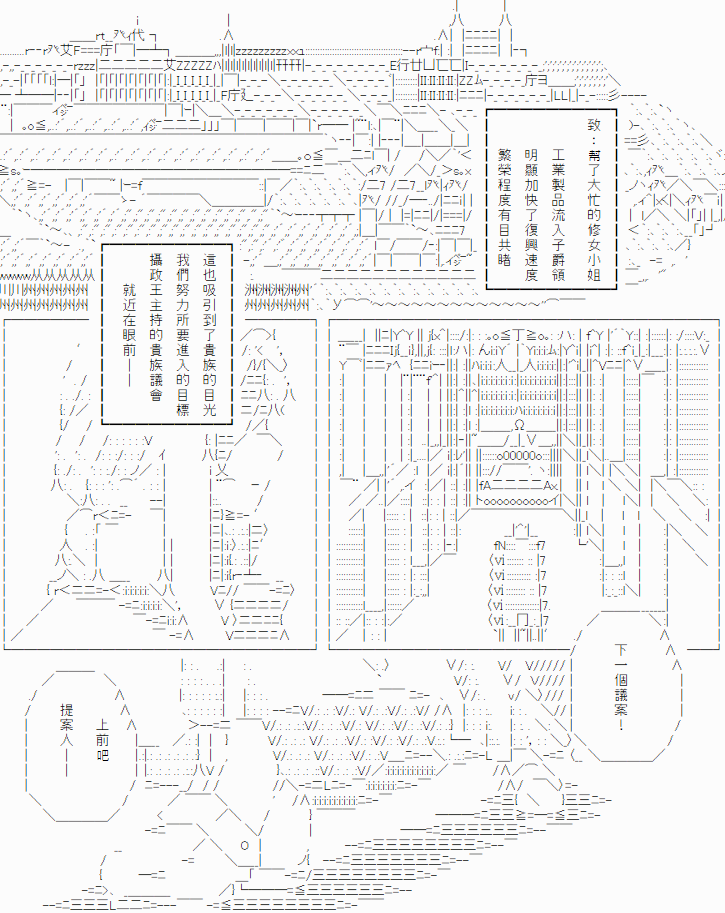 致：幫了大忙的修女小姐
工業製品流入子爵領
明顯加快了復興速度
繁榮程度有目共睹
這也吸引到了貴族的目光
我們努力所要進入的目標
攝政王主持的貴族議會
就近在眼前——
下一個議案！
上前吧
提案人——